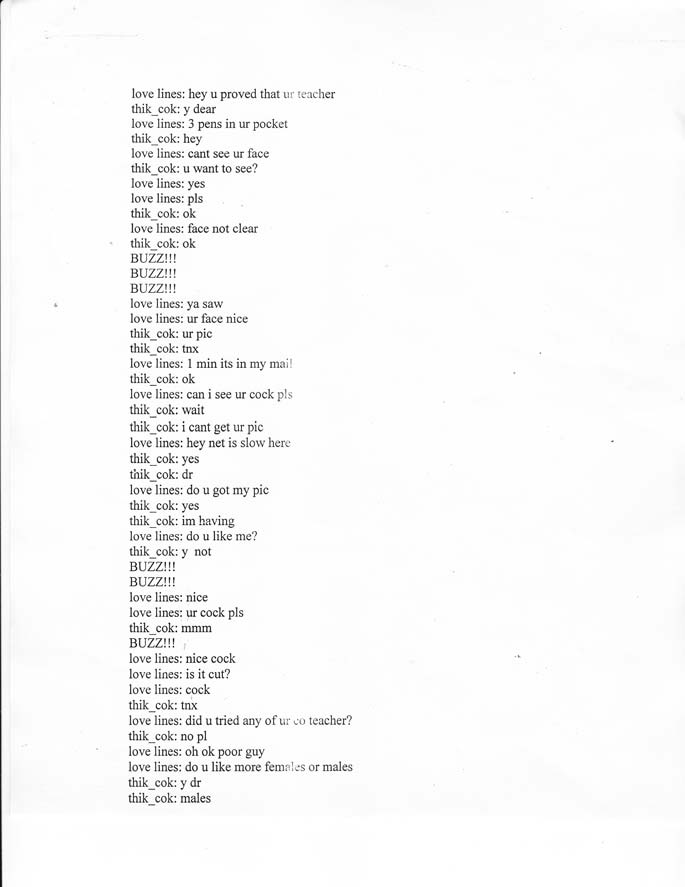 love lines: hey u proved that ur teacher
thik_cok: y dear
love lines: 3 pens in ur pocket
thik_cok: hey
love lines: cant see ur face
thik_cok: u want to see?
love lines: yes
love lines: pls
thik_cok: ok
love lines: face not clear
thik_cok: ok
BUZZ!!!
BUZZ!!!
BUZZ!!!
love lines: ya saw
love lines: ur face nice
thik_cok: ur pic
thik_cok: tnx
love lines: 1 min its in my mail
thik_cok: ok
love lines: can i see ur cock pls
thik_cok: wait
thik_cok: i cant get ur pic
love lines: hey net is slow here
thik_cok: yes
thik_cok: dr
love lines: do u got my pic
thik_cok: yes
thik_cok: im having
love lines: do u like me?
thik_cok: y  not
BUZZ!!!
BUZZ!!!
love lines: nice
love lines: ur cock pls
thik_cok: mmm
BUZZ!!!
love lines: nice cock
love lines: is it cut?
love lines: cock
thik_cok: tnx
love lines: did u tried any of ur co teacher?
thik_cok: no pl
love lines: oh ok poor guy
love lines: do u like more females or males
thik_cok: y dr
thik_cok: males